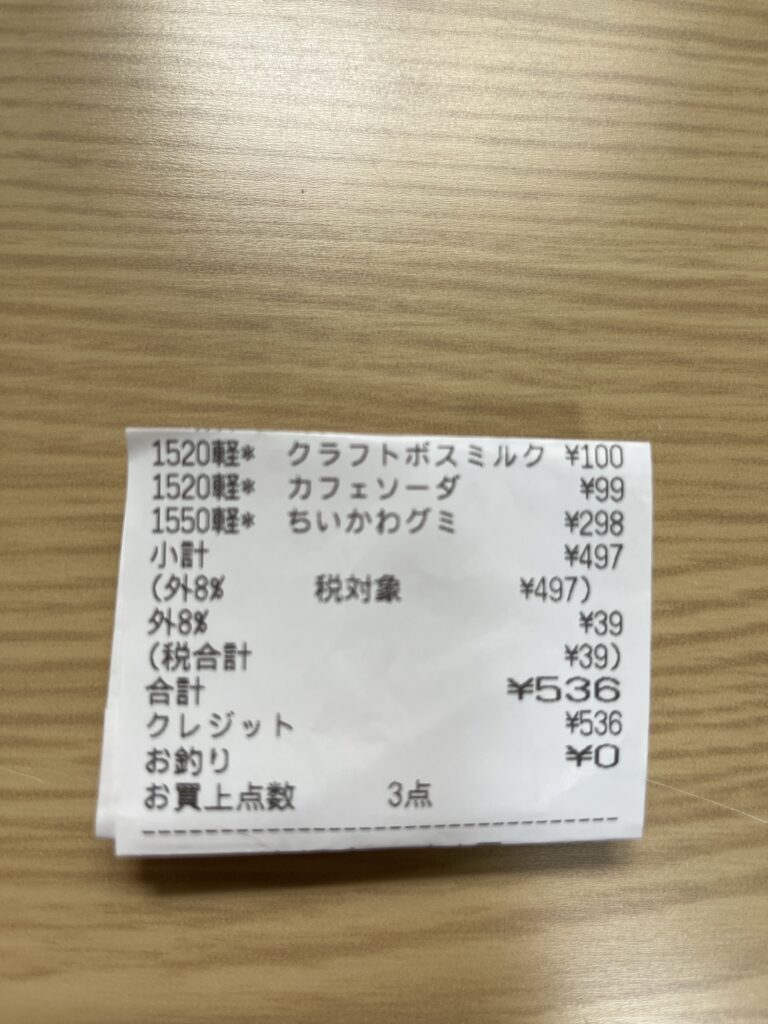 1520軽* クラフトボスミルク ¥100
1520軽* カフェソーダ ¥99
1550軽* ちいかわグミ ¥298
小計 ¥497
(外8% 税対象 ¥497)
外8% ¥39
(税合計 ¥39)
合計 ¥536
クレジット ¥536
お釣り ¥0
お買上点数 3点